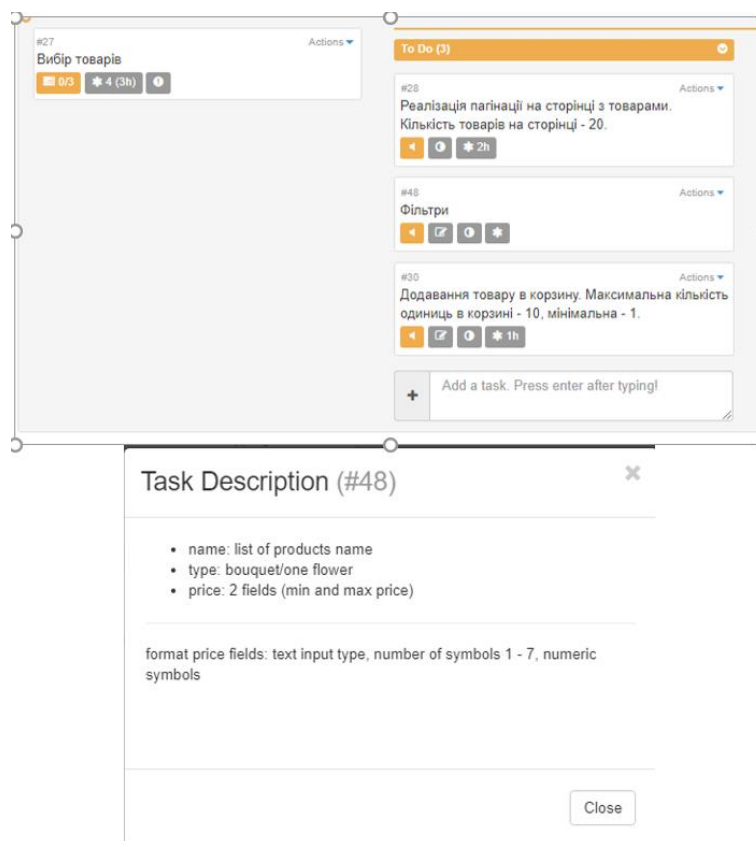 #27
Actions
Вибір товарів
0/3
4 (3h)
To Do (3)
#28
Actions
Реалізація пагінації на сторінці з товарами.
Кількість товарів на сторінці - 20.
2h
#48
Actions
Фільтри
#30
Actions
Додавання товару в корзину. Максимальна кількість
одиниць в корзині - 10, мінімальна - 1.
1h
+
Add a task. Press enter after typing!
Task Description (#48)
×
• name: list of products name
• type: bouquet/one flower
• price: 2 fields (min and max price)
format price fields: text input type, number of symbols 1 - 7, numeric
symbols
Close